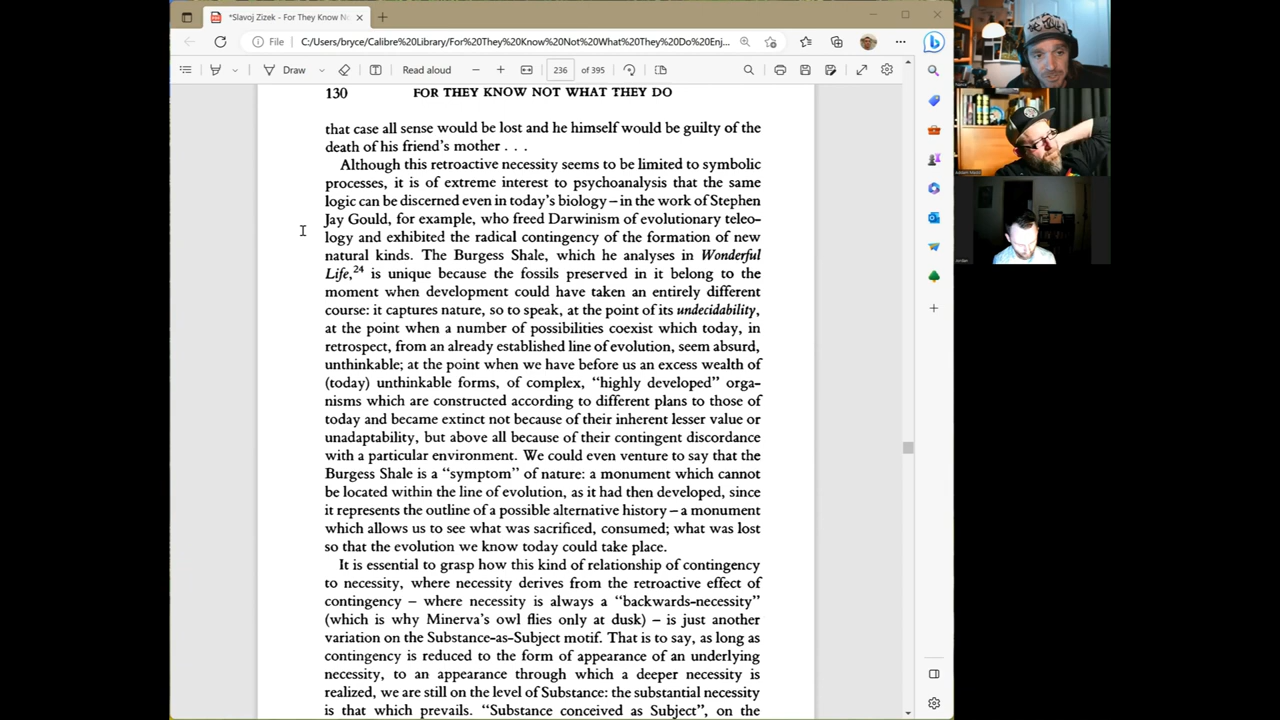 *Slavoj Zizek - For They Know N
File C:/Users/bryce/Calibre%20Library/For%20They%20Know%20Not%20What%20They%20Do%20Enj...
Draw Read aloud 236 of 395
130 FOR THEY KNOW NOT WHAT THEY DO
that case all sense would be lost and he himself would be guilty of the
death of his friend's mother . . .
Although this retroactive necessity seems to be limited to symbolic
processes, it is of extreme interest to psychoanalysis that the same
logic can be discerned even in today's biology – in the work of Stephen
Jay Gould, for example, who freed Darwinism of evolutionary teleo-
logy and exhibited the radical contingency of the formation of new
natural kinds. The Burgess Shale, which he analyses in Wonderful
Life,24 is unique because the fossils preserved in it belong to the
moment when development could have taken an entirely different
course: it captures nature, so to speak, at the point of its undecidability,
at the point when a number of possibilities coexist which today, in
retrospect, from an already established line of evolution, seem absurd,
unthinkable; at the point when we have before us an excess wealth of
(today) unthinkable forms, of complex, "highly developed" orga-
nisms which are constructed according to different plans to those of
today and became extinct not because of their inherent lesser value or
unadaptability, but above all because of their contingent discordance
with a particular environment. We could even venture to say that the
Burgess Shale is a "symptom" of nature: a monument which cannot
be located within the line of evolution, as it had then developed, since
it represents the outline of a possible alternative history – a monument
which allows us to see what was sacrificed, consumed; what was lost
so that the evolution we know today could take place.
It is essential to grasp how this kind of relationship of contingency
to necessity, where necessity derives from the retroactive effect of
contingency – where necessity is always a "backwards-necessity"
(which is why Minerva's owl flies only at dusk) – is just another
variation on the Substance-as-Subject motif. That is to say, as long as
contingency is reduced to the form of appearance of an underlying
necessity, to an appearance through which a deeper necessity is
realized, we are still on the level of Substance: the substantial necessity
is that which prevails. "Substance conceived as Subject", on the